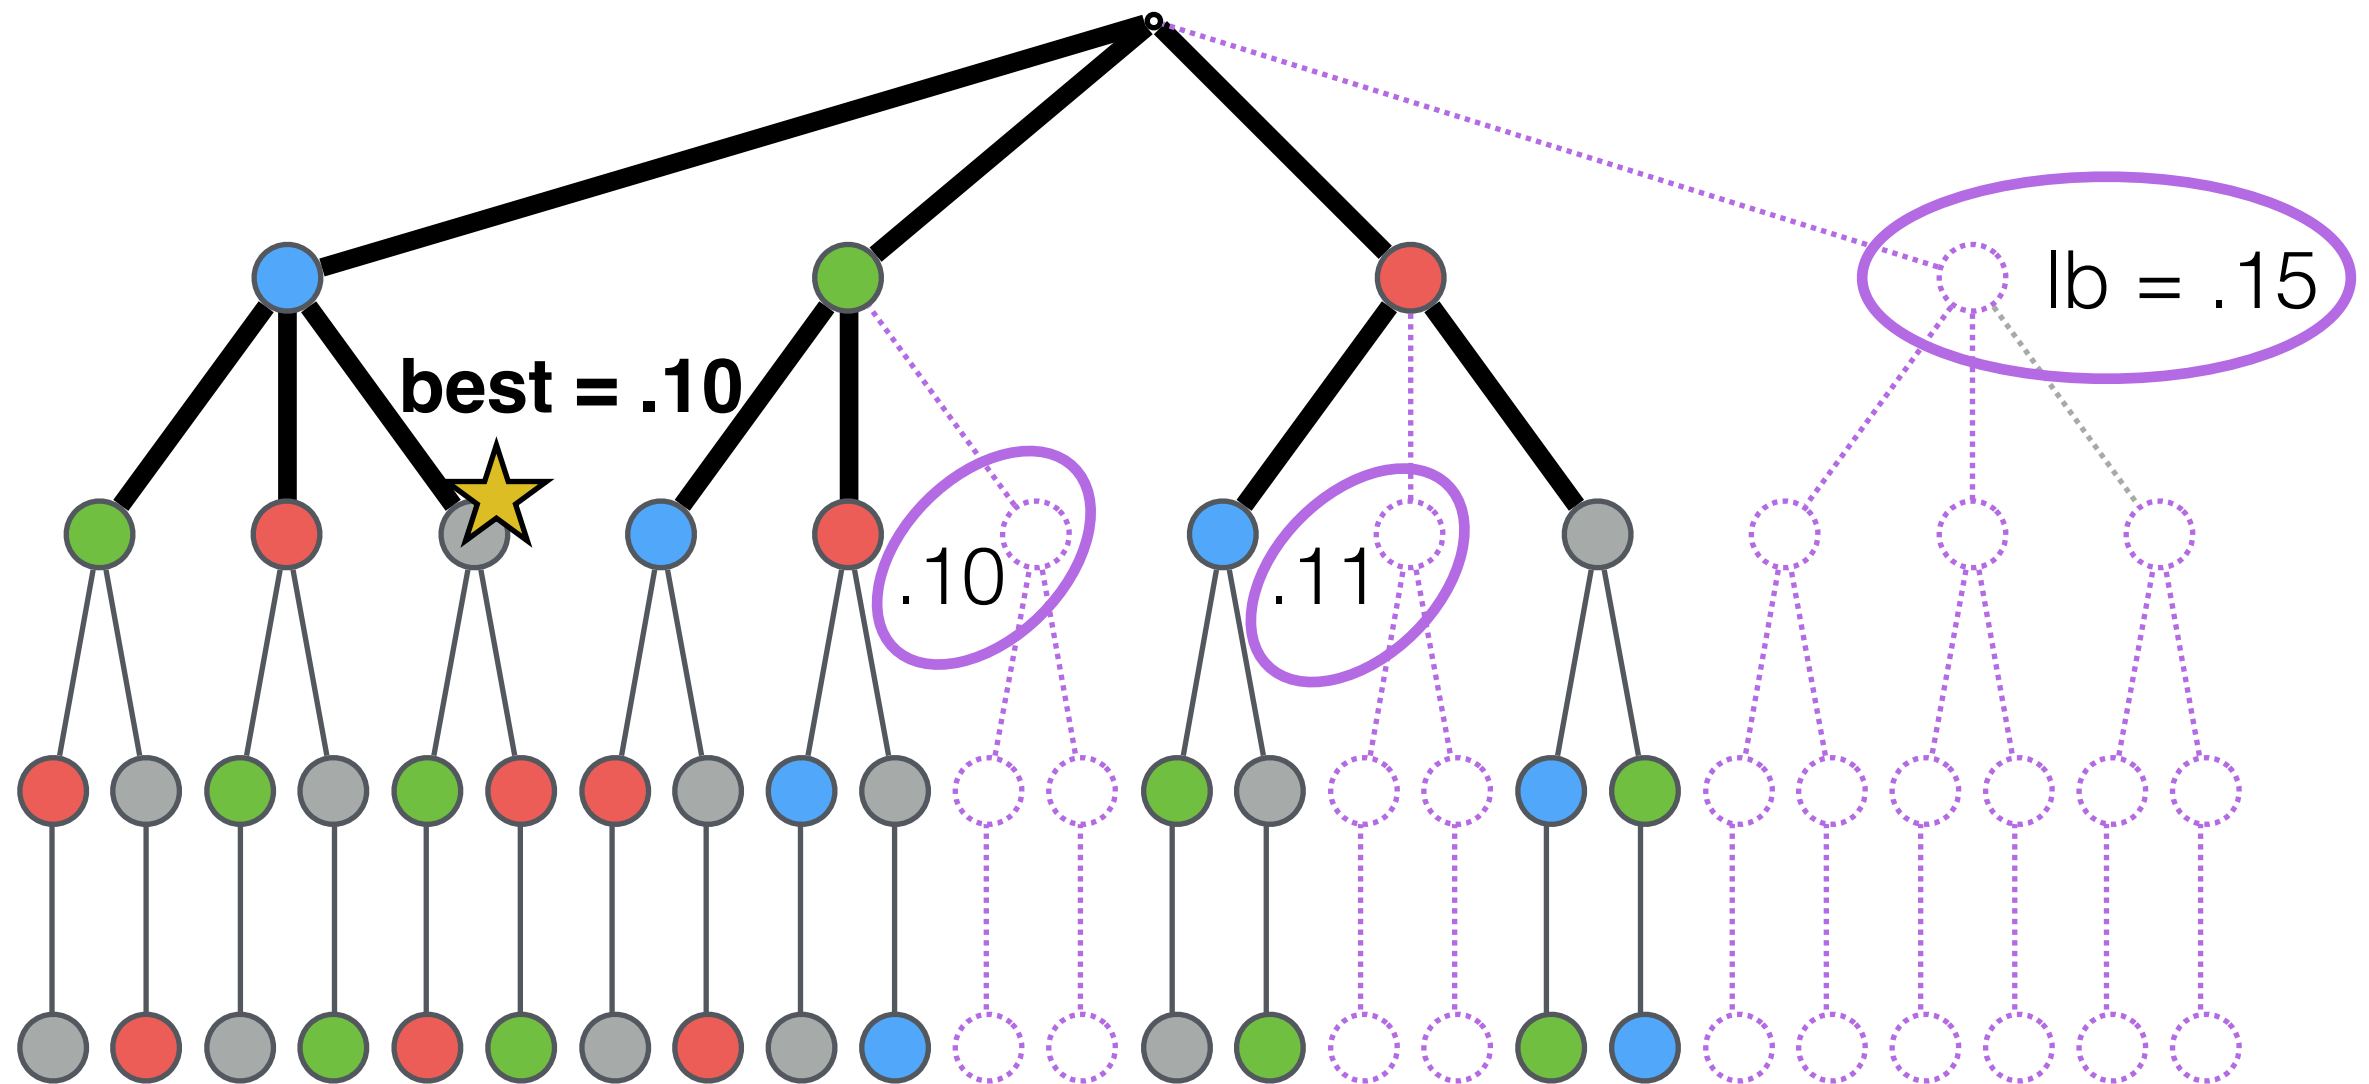 lb = .15
best = .10
.10
.11